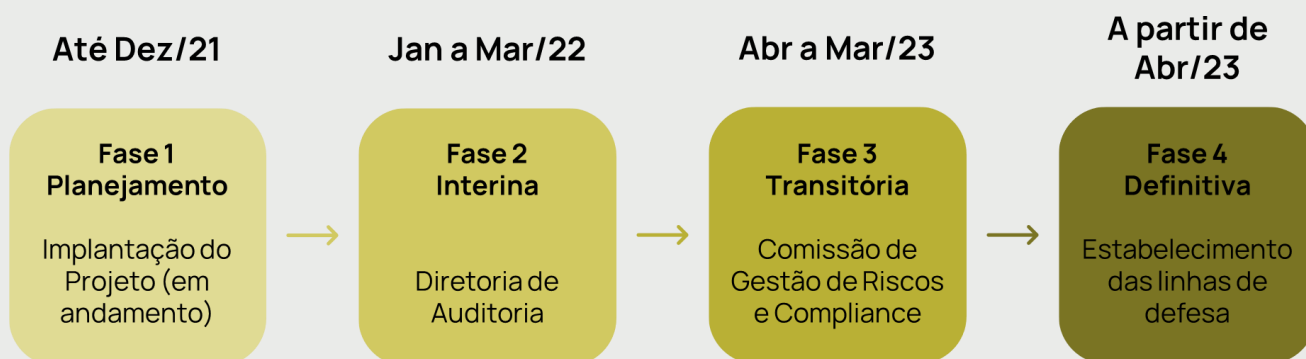 Até Dez/21
Fase 1
Planejamento
Implantação do
Projeto (em
andamento)
Jan a Mar/22
Fase 2
Interina
Diretoria de
Auditoria
Abr a Mar/23
Fase 3
Transitória
Comissão de
Gestão de Riscos
e Compliance
A partir de
Abr/23
Fase 4
Definitiva
Estabelecimento
das linhas de
defesa